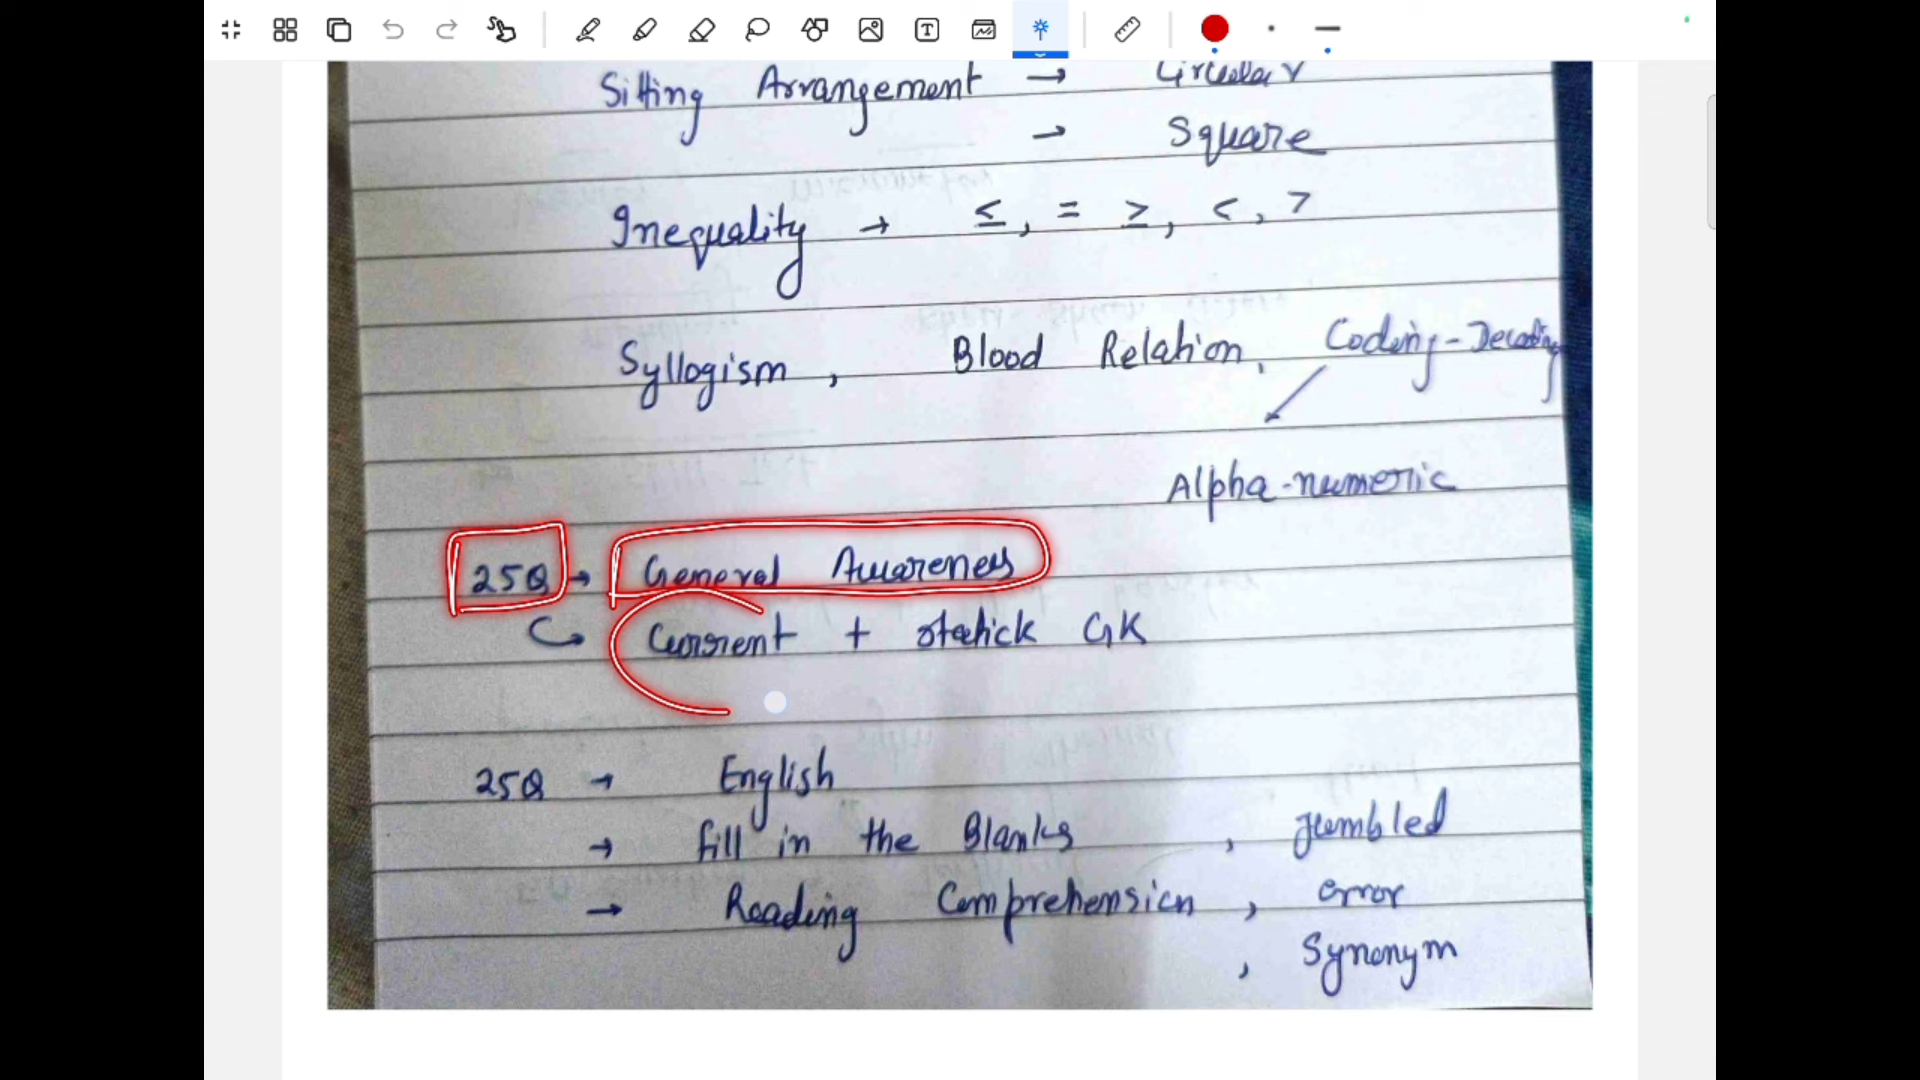 Sitting Arrangement → Circular
→ Square
Inequality → ≤, = ≥, <, >
Syllogism, Blood Relation, Coding-Decoding
Alpha-numeric
25Q → General Awareness
Current + statick GK
25Q → English
→ fill in the Blanks, Jumbled
→ Reading Comprehension, error
, Synonym